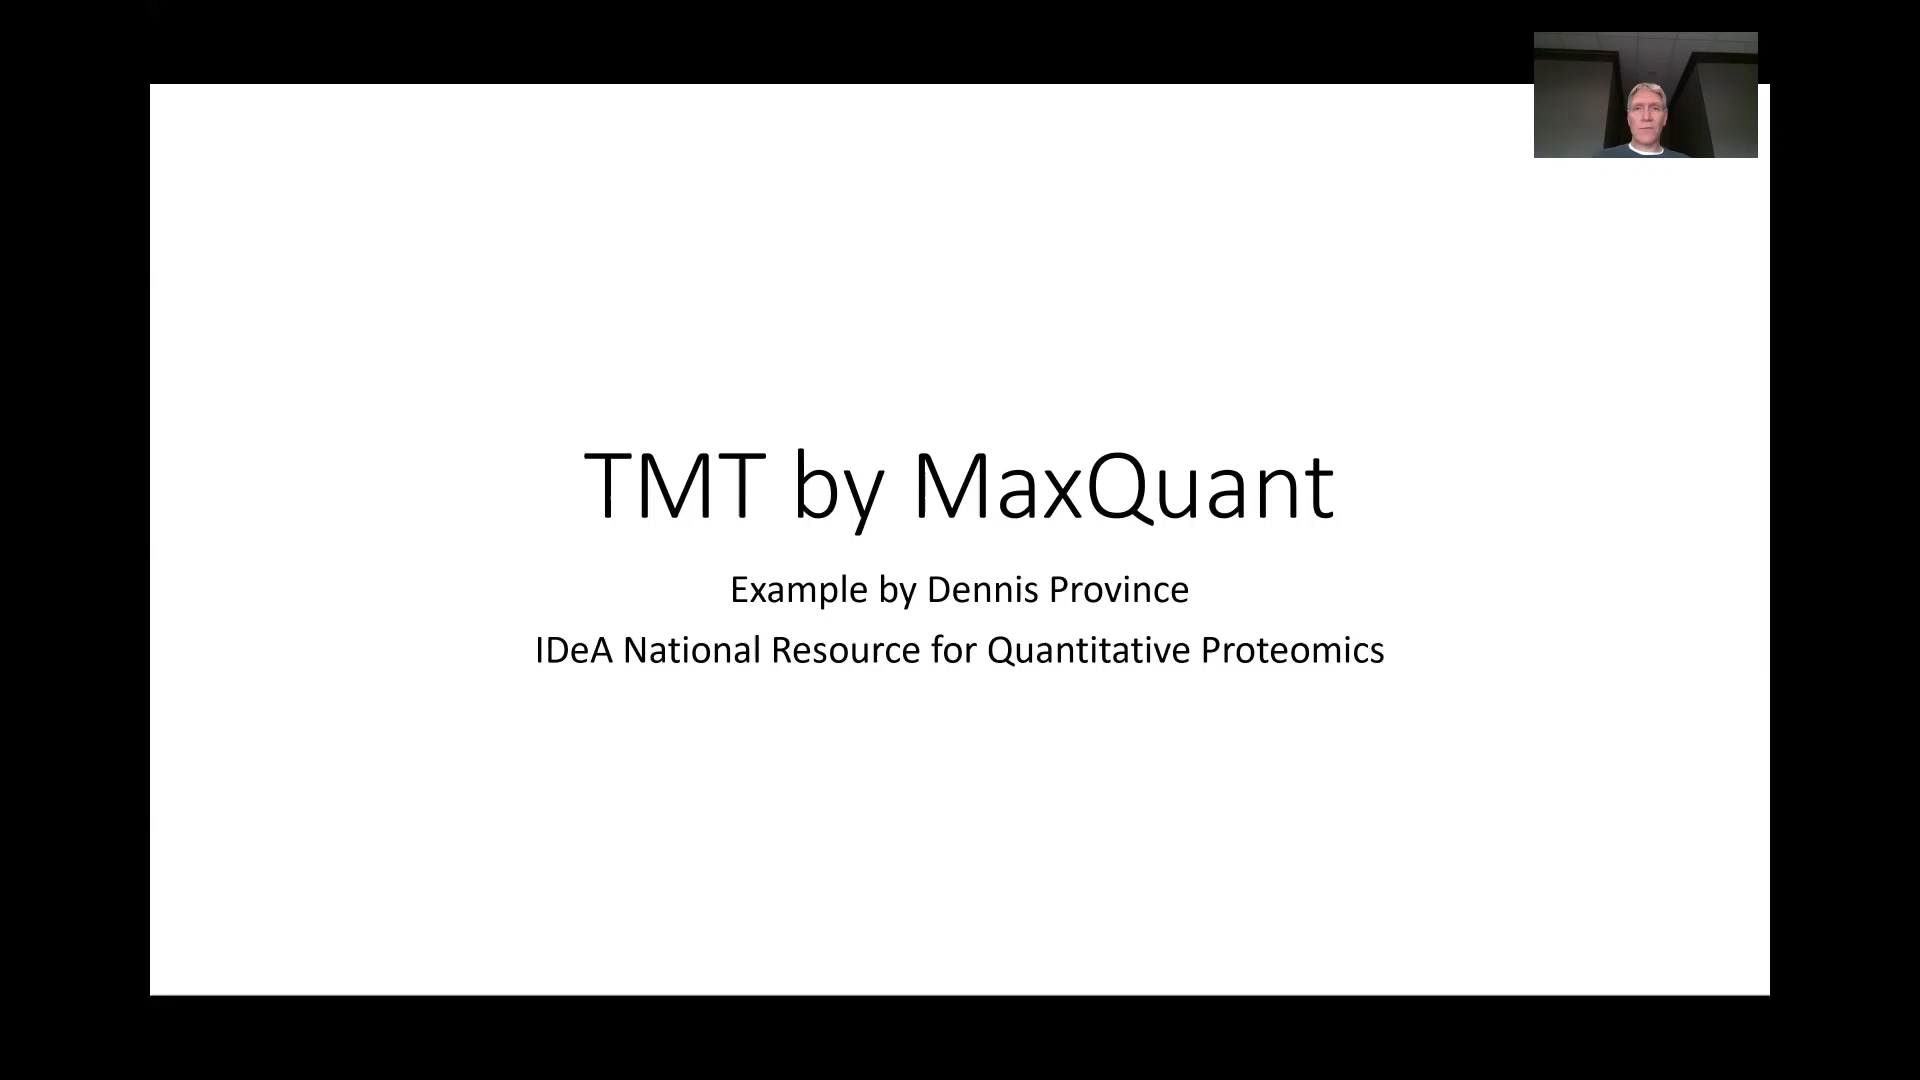 TMT by MaxQuant
Example by Dennis Province
IDeA National Resource for Quantitative Proteomics